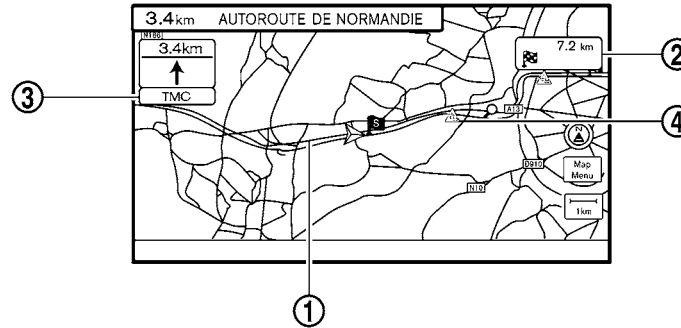 3.4km AUTOROUTE DE NORMANDIE
N186
3.4km
TMC
7.2 km
②
③
④
S
A13
N
D910
Map
Menu
N10
1km
①